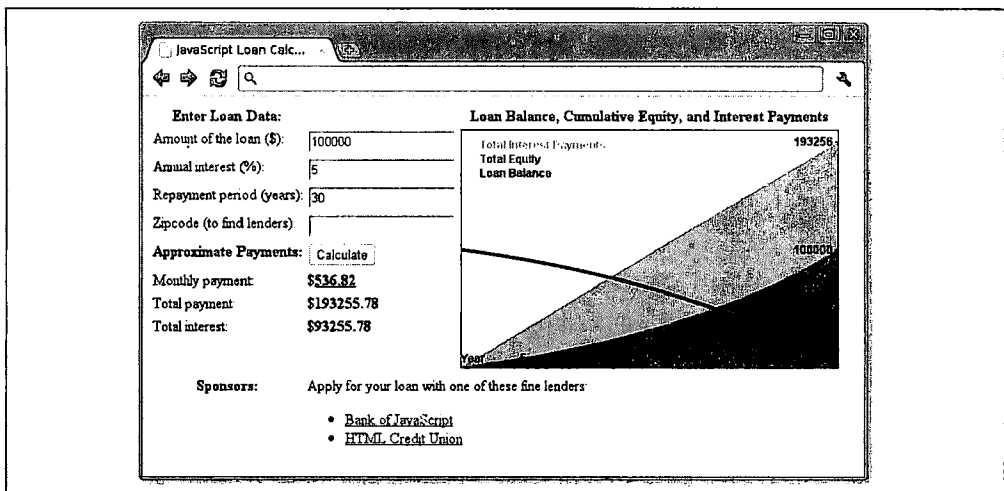 JavaScript Loan Calc...
Enter Loan Data:
Amount of the loan ($): 100000
Annual interest (%): 5
Repayment period (years): 30
Zipcode (to find lenders):
Approximate Payments: Calculate
Monthly payment: $536.82
Total payment: $193255.78
Total interest: $93255.78
Loan Balance, Cumulative Equity, and Interest Payments
Total Interest Payments
Total Equity
Loan Balance
193256
100000
Year
Sponsors: Apply for your loan with one of these fine lenders:
• Bank of JavaScript
• HTML Credit Union